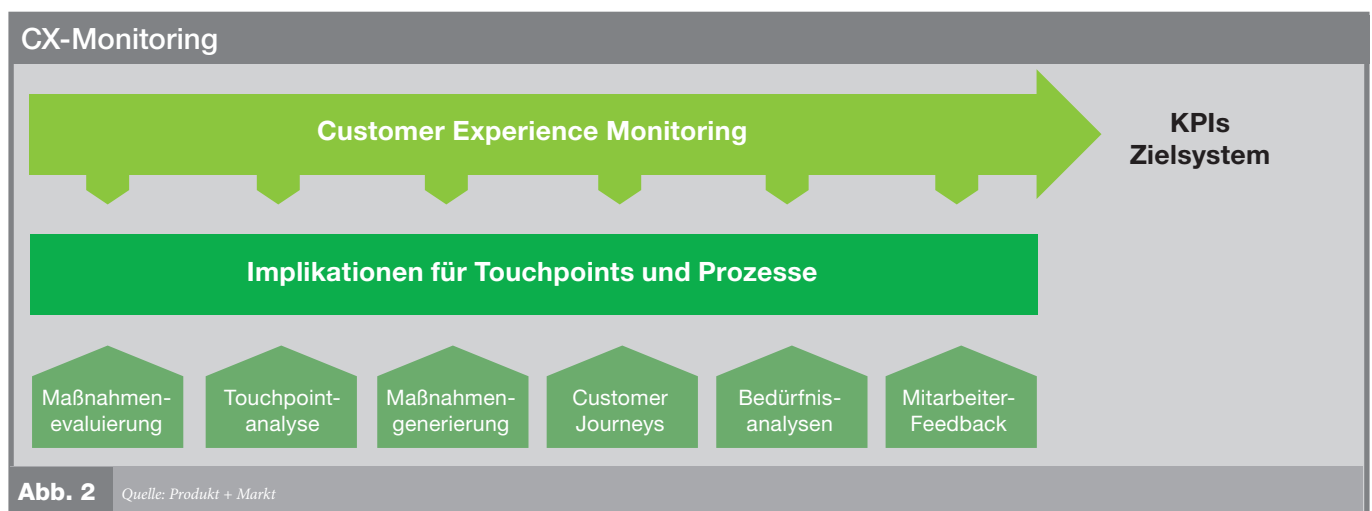 CX-Monitoring
Customer Experience Monitoring
KPIs
Zielsystem
Implikationen für Touchpoints und Prozesse
Maßnahmen-
evaluierung
Touchpoint-
analyse
Maßnahmen-
generierung
Customer
Journeys
Bedürfnis-
analysen
Mitarbeiter-
Feedback
Abb. 2 Quelle: Produkt + Markt